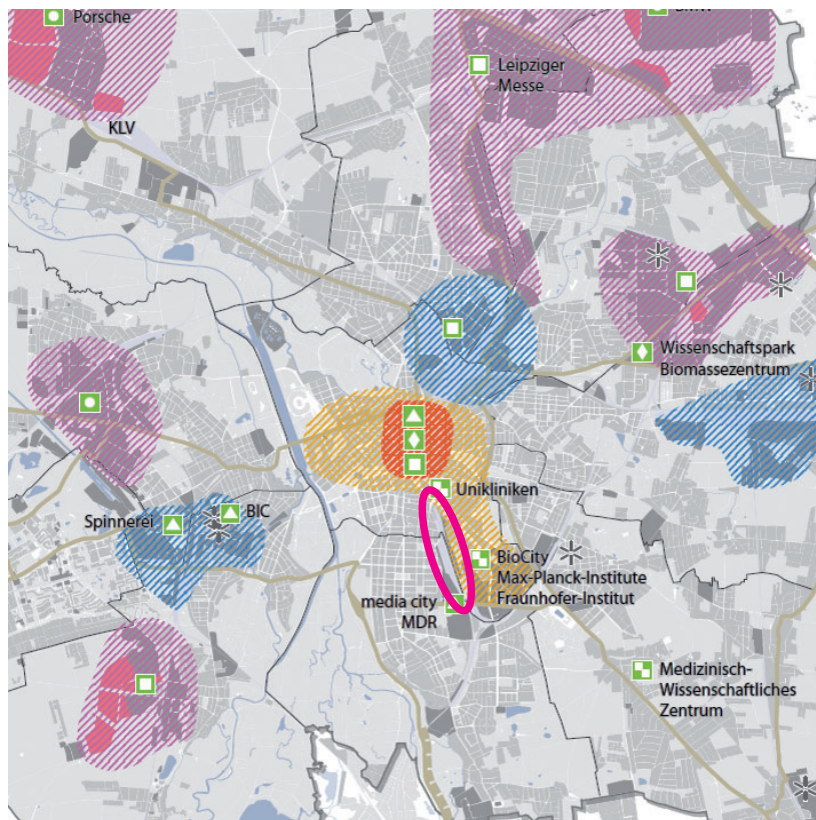 Porsche
BMW
Leipziger
Messe
KLV
Wissenschaftspark
Biomassezentrum
Unikliniken
BIC
Spinnerei
BioCity
Max-Planck-Institute
Fraunhofer-Institut
media city
MDR
Medizinisch-
Wissenschaftliches
Zentrum